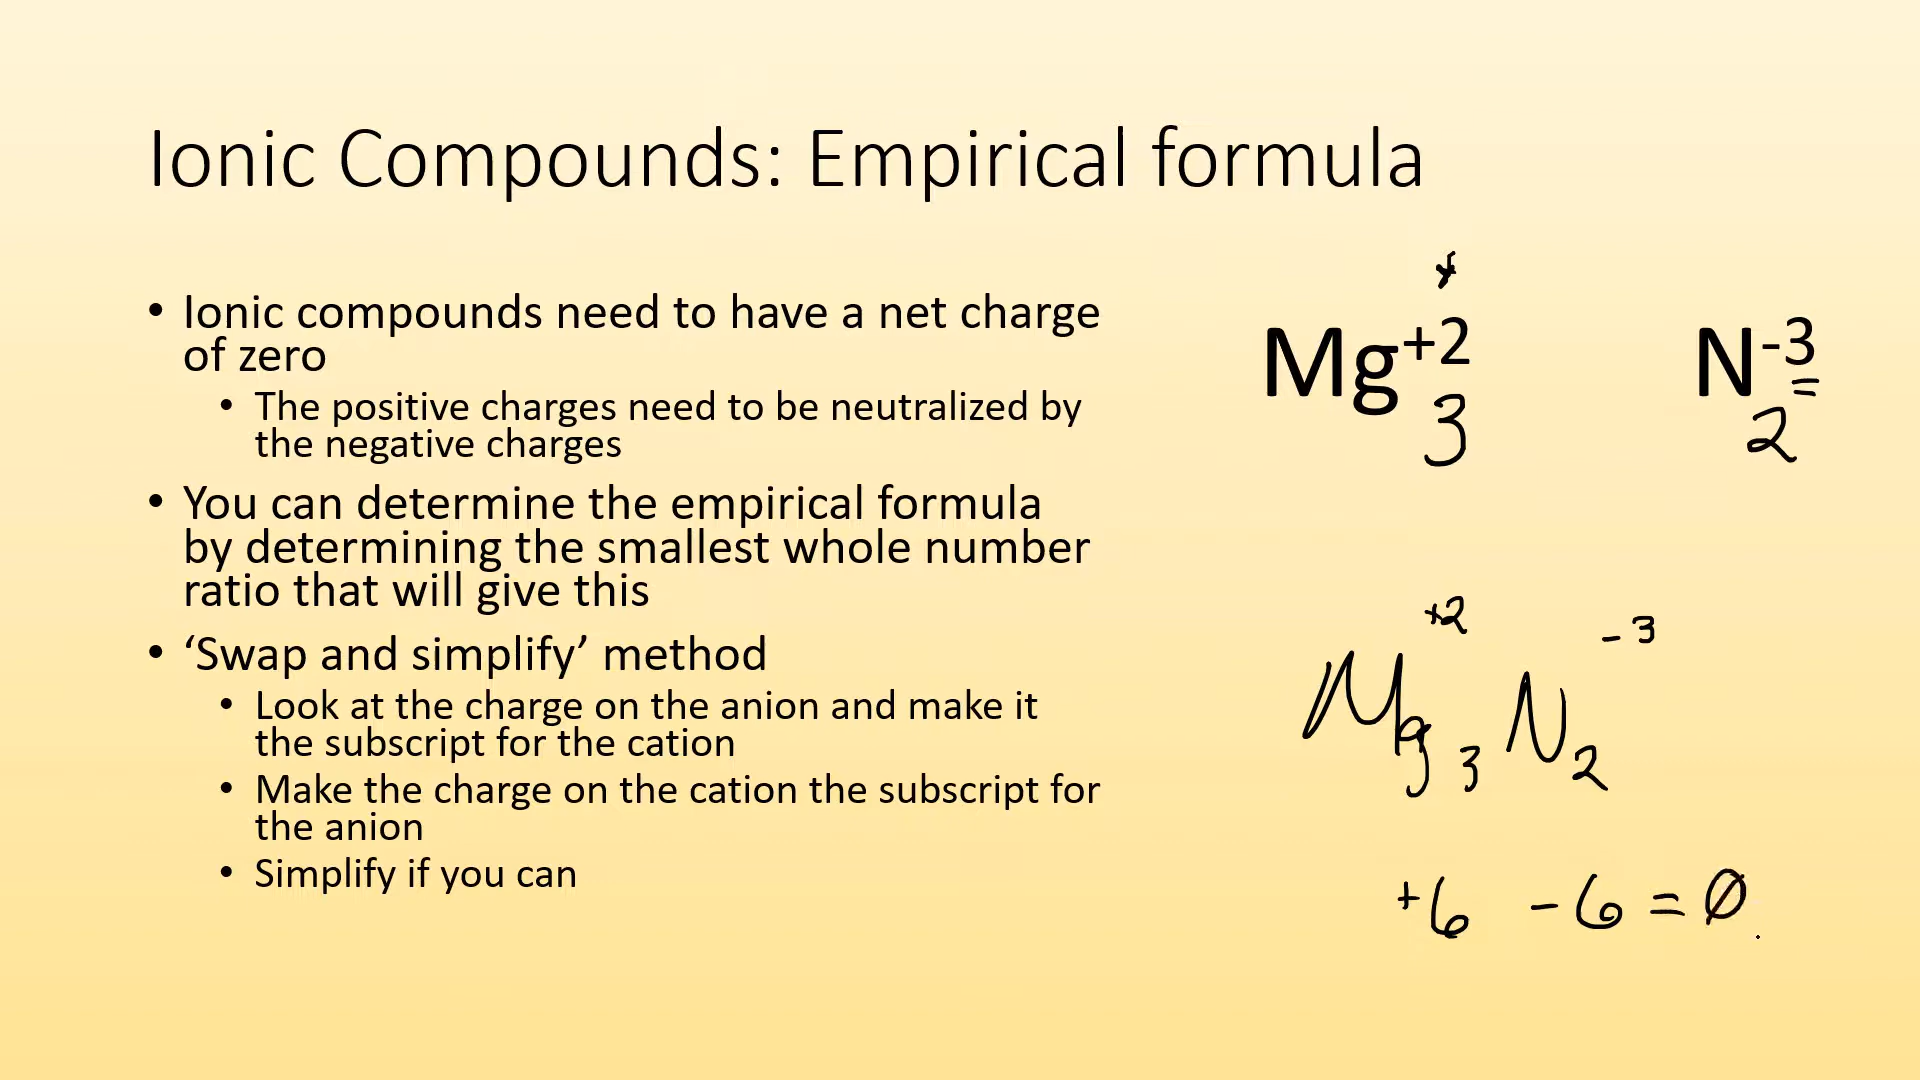 Ionic Compounds: Empirical formula
• Ionic compounds need to have a net charge
of zero
• The positive charges need to be neutralized by
the negative charges
• You can determine the empirical formula
by determining the smallest whole number
ratio that will give this
• ‘Swap and simplify’ method
• Look at the charge on the anion and make it
the subscript for the cation
• Make the charge on the cation the subscript for
the anion
• Simplify if you can
Mg+2 N-3
3 2
+2 -3
Mg3 N2
+6 -6 = 0